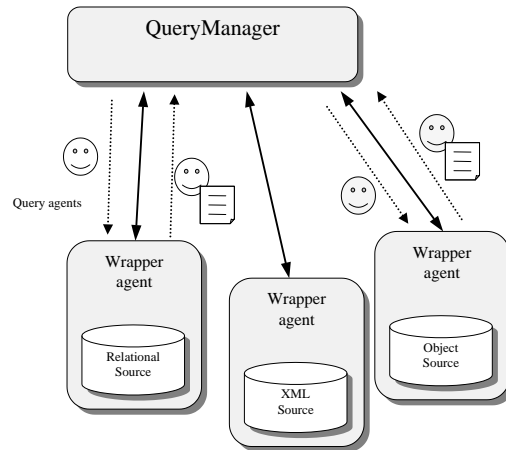 QueryManager
Query agents
Wrapper
agent
Relational
Source
Wrapper
agent
XML
Source
Wrapper
agent
Object
Source